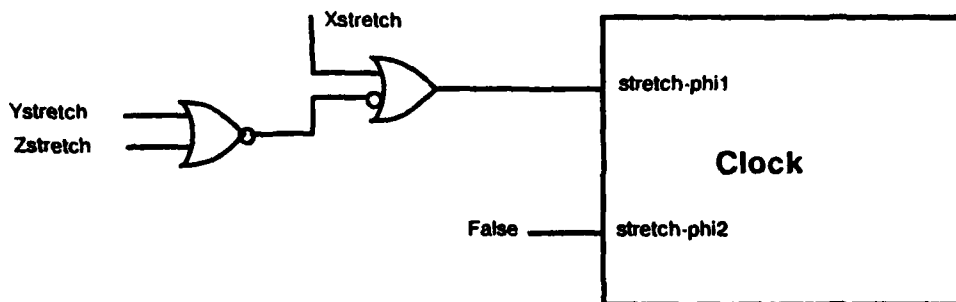 Xstretch
stretch-phi1
Ystretch
Zstretch
Clock
False
stretch-phi2